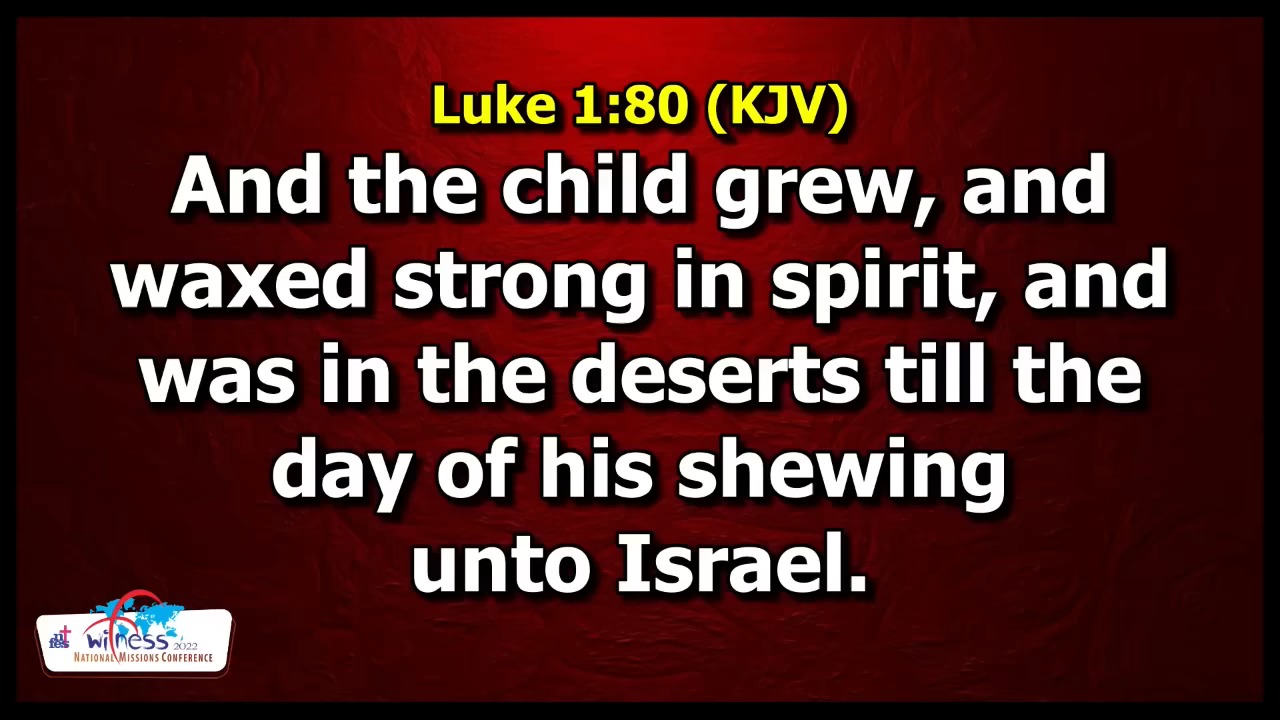 Luke 1:80 (KJV)
And the child grew, and
waxed strong in spirit, and
was in the deserts till the
day of his shewing
unto Israel.
nifes
witness 2022
NATIONAL MISSIONS CONFERENCE